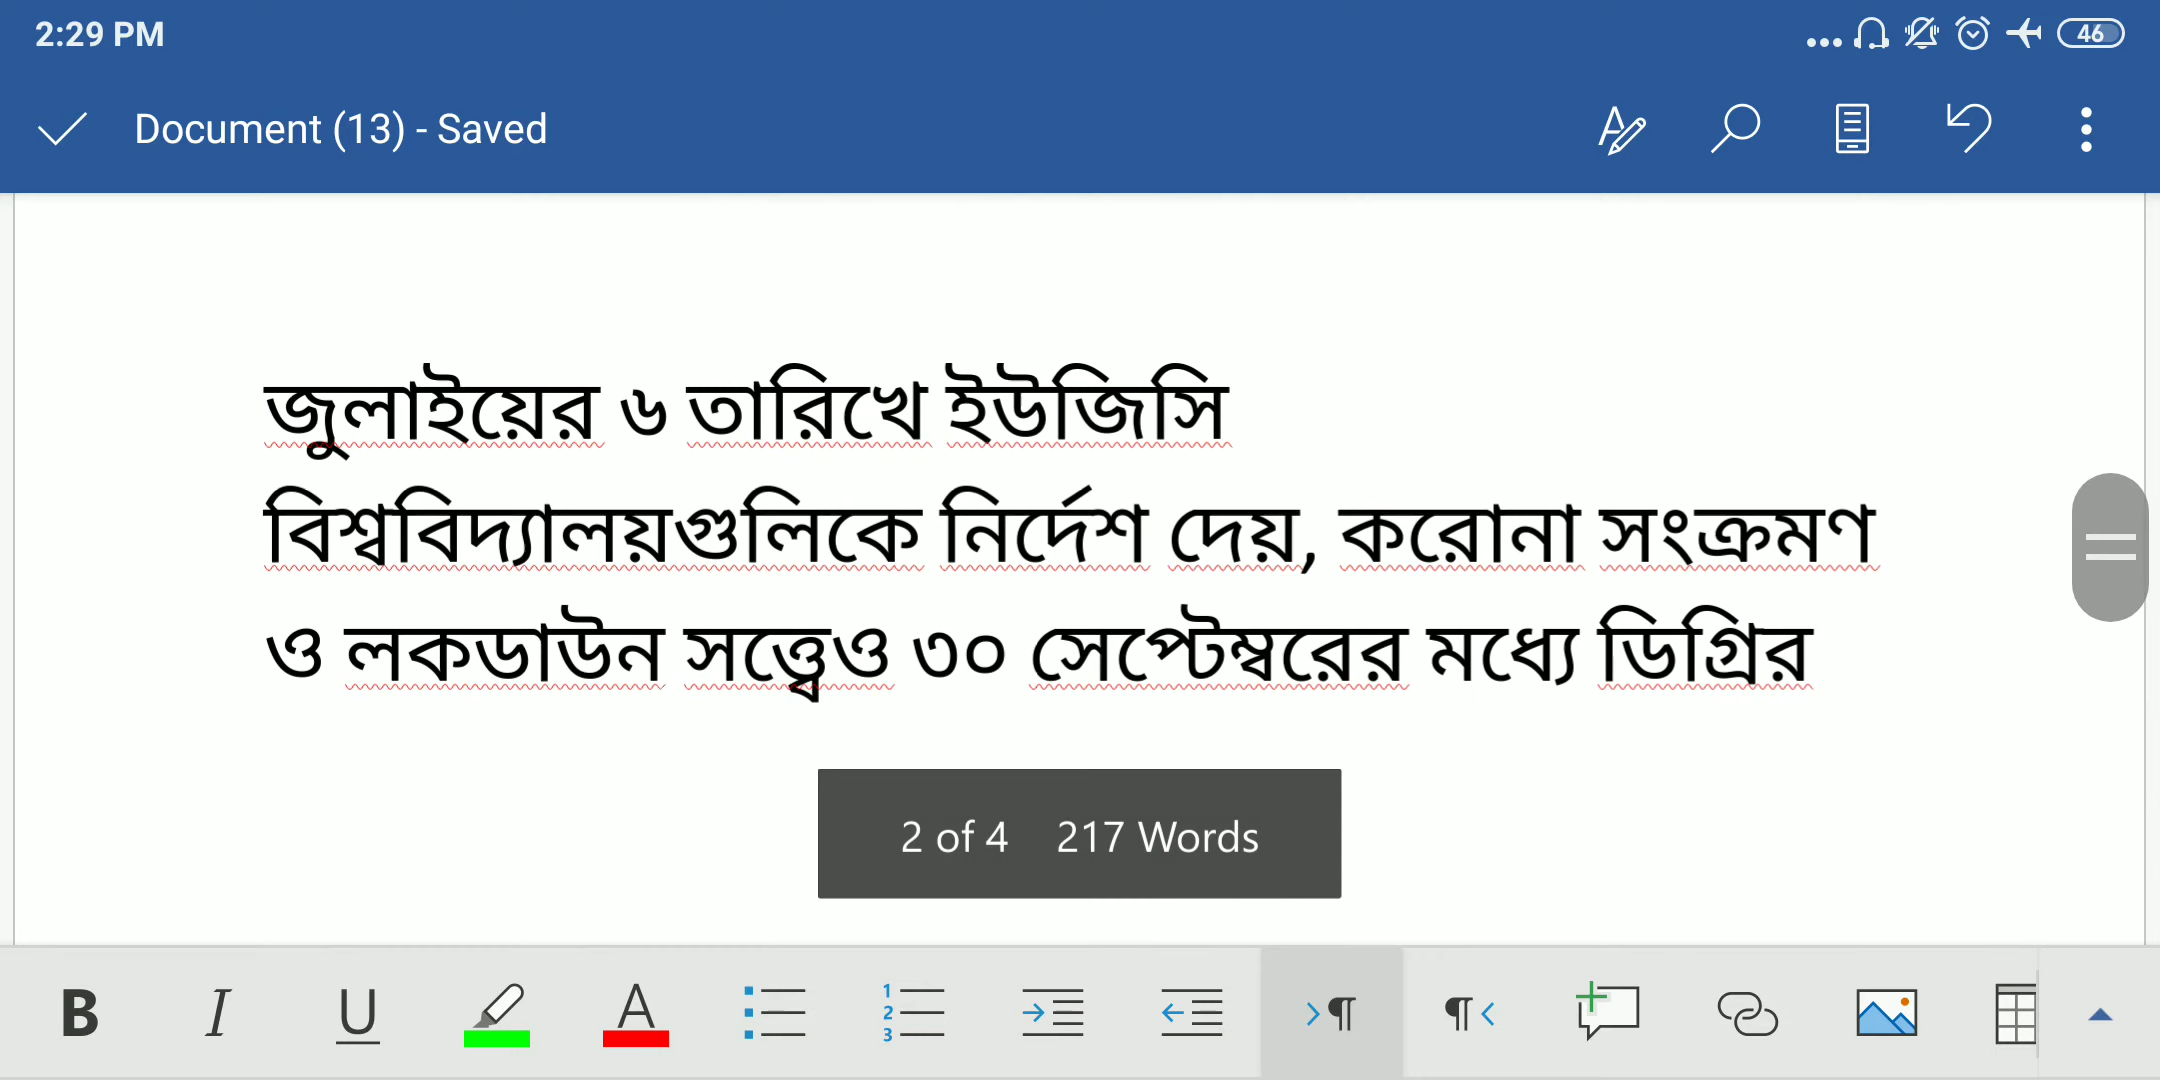 2:29 PM
46
Document (13) - Saved
জুলাইয়ের ৬ তারিখে ইউজিসি
বিশ্ববিদ্যালয়গুলিকে নির্দেশ দেয়, করোনা সংক্রমণ
ও লকডাউন সত্ত্বেও ৩০ সেপ্টেম্বরের মধ্যে ডিগ্রির
2 of 4 217 Words